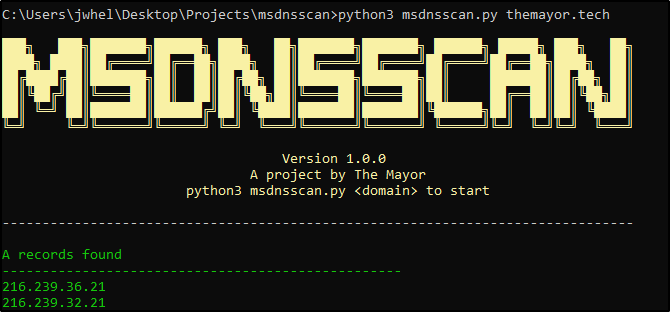 C:\Users\jwhel\Desktop\Projects\msdnsscan>python3 msdnsscan.py themayor.tech
MSDNSSCAN
Version 1.0.0
A project by The Mayor
python3 msdnsscan.py <domain> to start
-------------------------------------------------------------------------------
A records found
--------------------------------------------------
216.239.36.21
216.239.32.21